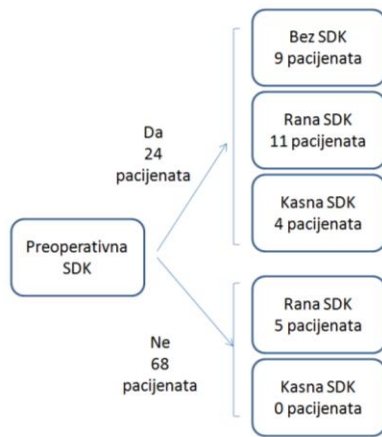 Preoperativna
SDK
Da
24
pacijenata
Bez SDK
9 pacijenata
Rana SDK
11 pacijenata
Kasna SDK
4 pacijenata
Ne
68
pacijenata
Rana SDK
5 pacijenata
Kasna SDK
0 pacijenata